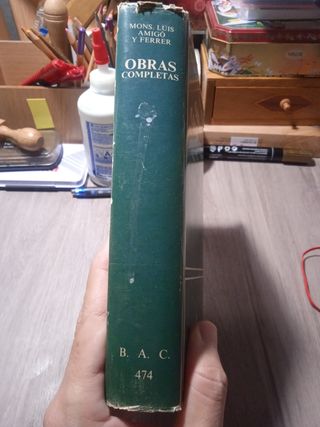 MONS. LUIS
AMIGÓ
Y FERRER
OBRAS
COMPLETAS
B. A. C.
474